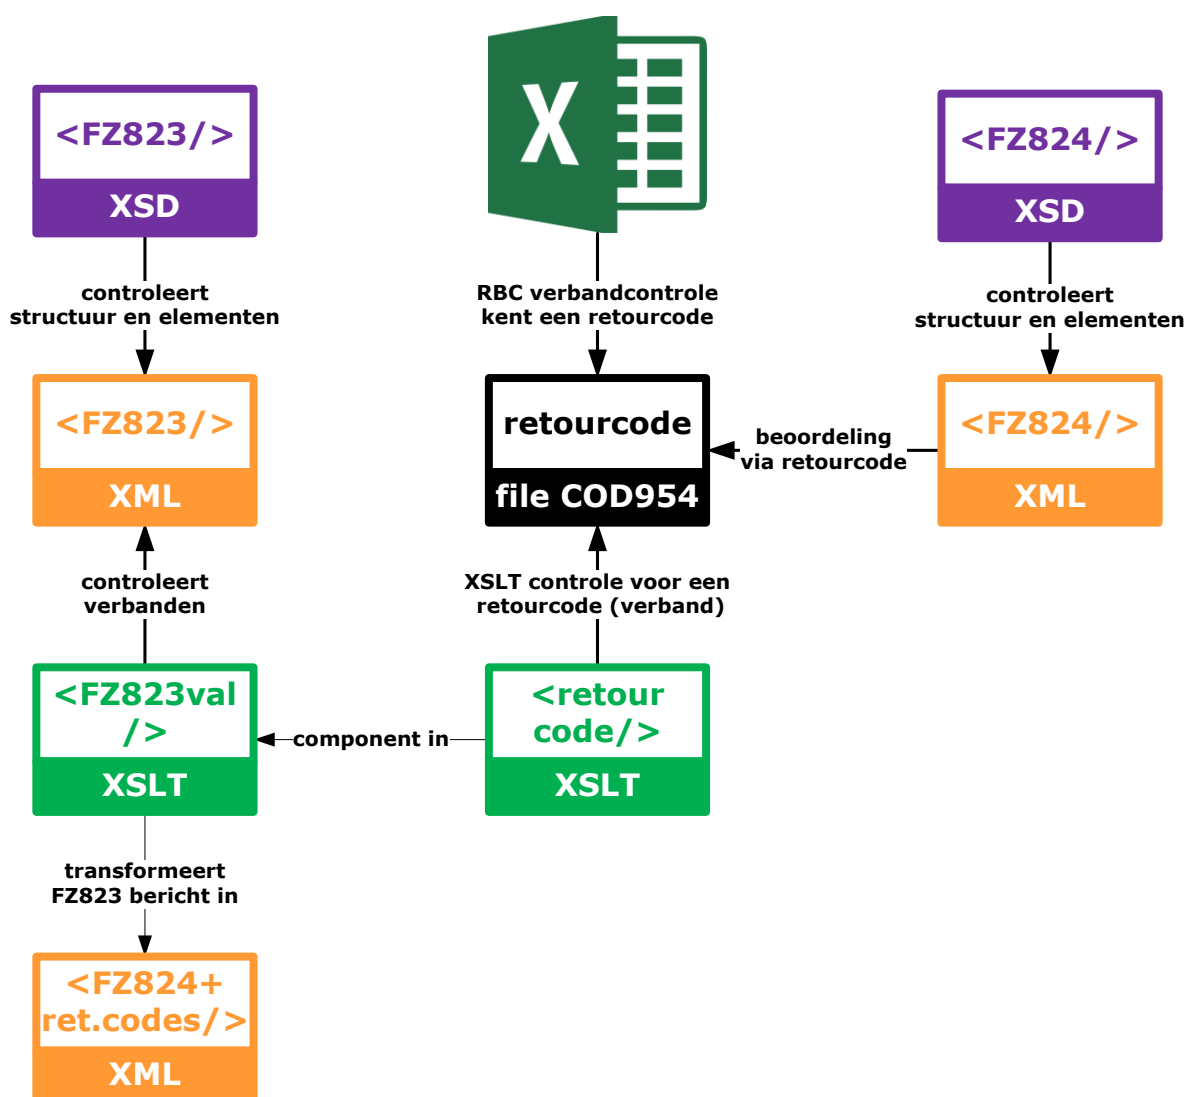 X
<FZ823/>
XSD
<FZ824/>
XSD
controleert
structuur en elementen
RBC verbandcontrole
kent een retourcode
controleert
structuur en elementen
<FZ823/>
XML
retourcode
file COD954
beoordeling
via retourcode
<FZ824/>
XML
controleert
verbanden
XSLT controle voor een
retourcode (verband)
<FZ823val
/>
XSLT
component in
<retour
code/>
XSLT
transformeert
FZ823 bericht in
<FZ824+
ret.codes/>
XML